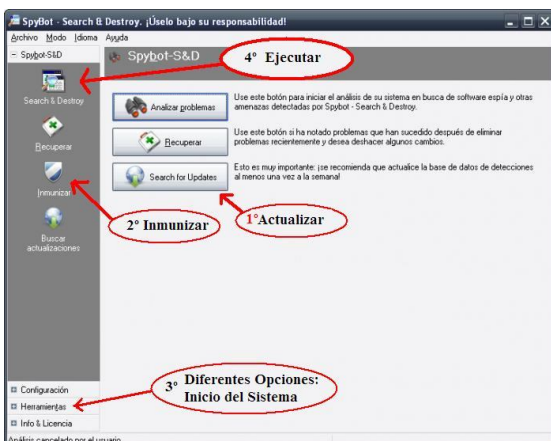 SpyBot - Search & Destroy. ¡Úselo bajo su responsabilidad!
Archivo Modo Idioma Ayuda
Spybot-S&D
Spybot-S&D
4º Ejecutar
Search & Destroy
Analizar problemas
Use este botón para iniciar el análisis de su sistema en busca de software espía y otras
amenazas detectadas por Spybot - Search & Destroy.
Recuperar
Recuperar
Use este botón si ha notado problemas que han sucedido después de eliminar
problemas recientemente y desea deshacer algunos cambios.
Inmunizar
Search for Updates
Esto es muy importante: ¡se recomienda que actualice la base de datos de detecciones
al menos una vez a la semana!
2º Inmunizar
1ºActualizar
Buscar
actualizaciones
3º Diferentes Opciones:
Inicio del Sistema
Configuración
Herramientas
Info & Licencia
Análisis cancelado por el usuario